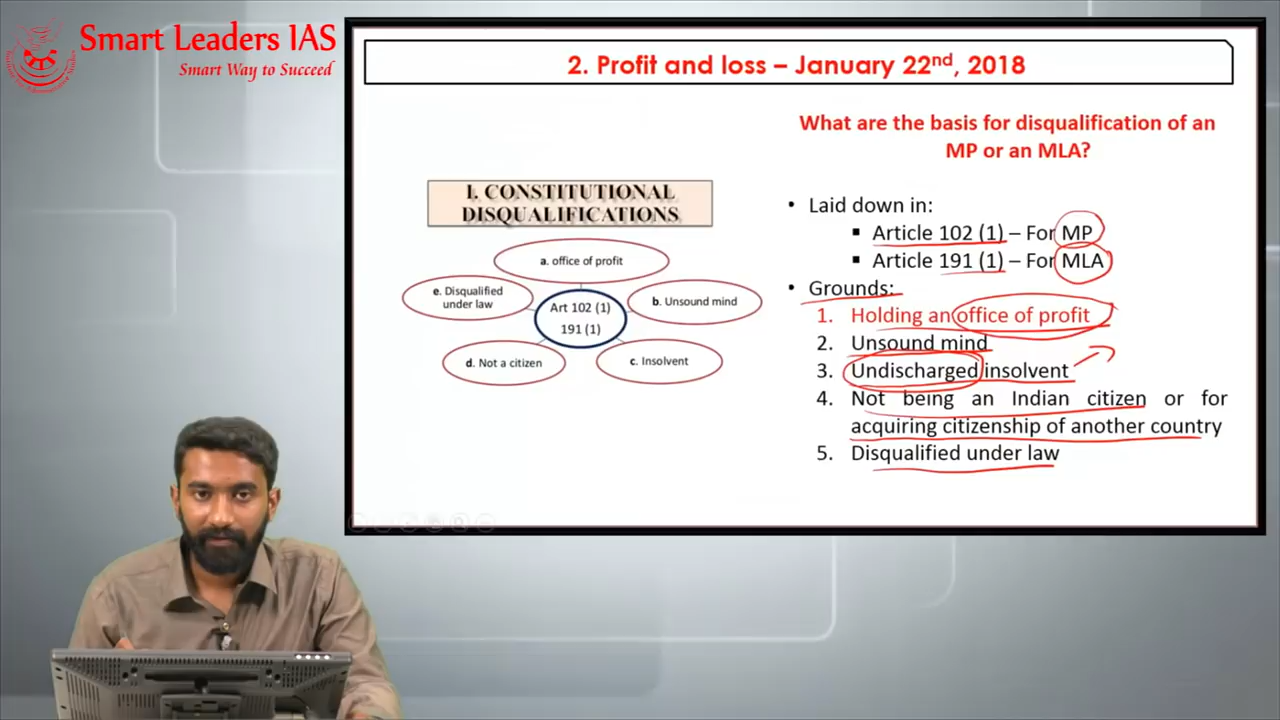 Smart Leaders IAS
Smart Way to Succeed
2. Profit and loss – January 22nd, 2018
What are the basis for disqualification of an
MP or an MLA?
I. CONSTITUTIONAL
DISQUALIFICATIONS
a. office of profit
e. Disqualified
under law
b. Unsound mind
Art 102 (1)
191 (1)
d. Not a citizen
c. Insolvent
• Laid down in:
▪ Article 102 (1) – For MP
▪ Article 191 (1) – For MLA
• Grounds:
1. Holding an office of profit
2. Unsound mind
3. Undischarged insolvent
4. Not being an Indian citizen or for
acquiring citizenship of another country
5. Disqualified under law